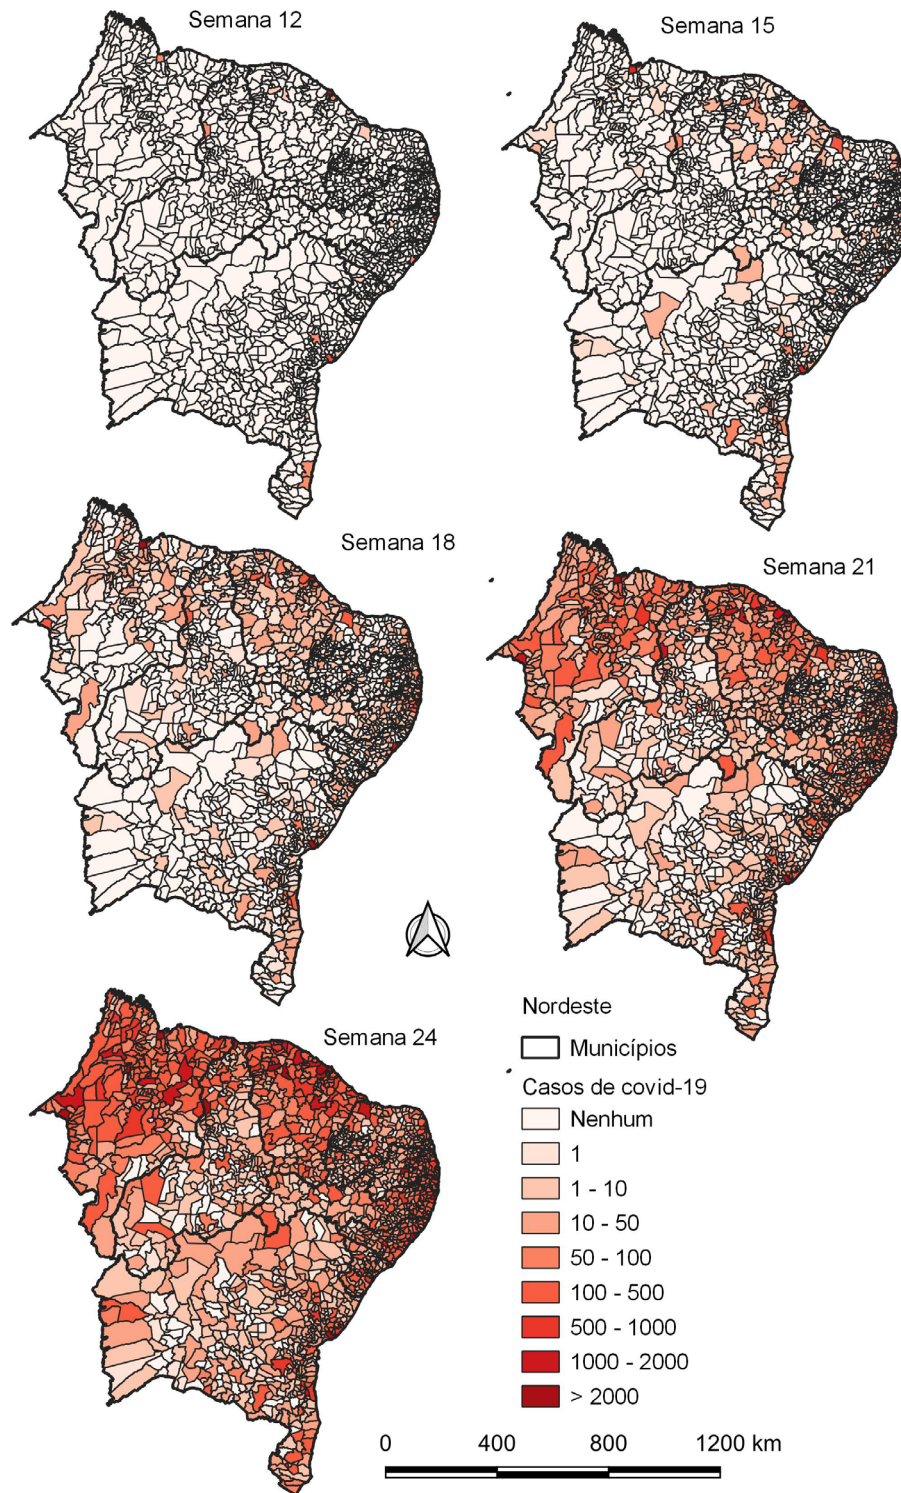 Semana 12
Semana 15
Semana 18
Semana 21
Semana 24
Nordeste
Municípios
Casos de covid-19
Nenhum
1
1 - 10
10 - 50
50 - 100
100 - 500
500 - 1000
1000 - 2000
> 2000
0 400 800 1200 km